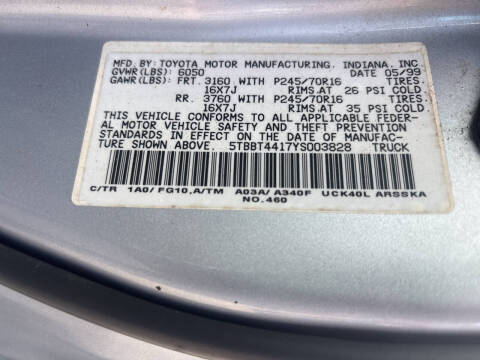 MFD. BY: TOYOTA MOTOR MANUFACTURING, INDIANA, INC.
GVWR(LBS): 6050 DATE: 05/99
GAWR(LBS): FRT. 3160 WITH P245/70R16 TIRES.
16X7J RIMS.AT 26 PSI COLD.
RR. 3760 WITH P245/70R16 TIRES.
16X7J RIMS.AT 35 PSI COLD.
THIS VEHICLE CONFORMS TO ALL APPLICABLE FEDER-
AL MOTOR VEHICLE SAFETY AND THEFT PREVENTION
STANDARDS IN EFFECT ON THE DATE OF MANUFAC-
TURE SHOWN ABOVE. 5TBBT4417YS003828 TRUCK
C/TR 1A0/FG10,A/TM A03A/A340F UCK40L ARSSKA
NO.460